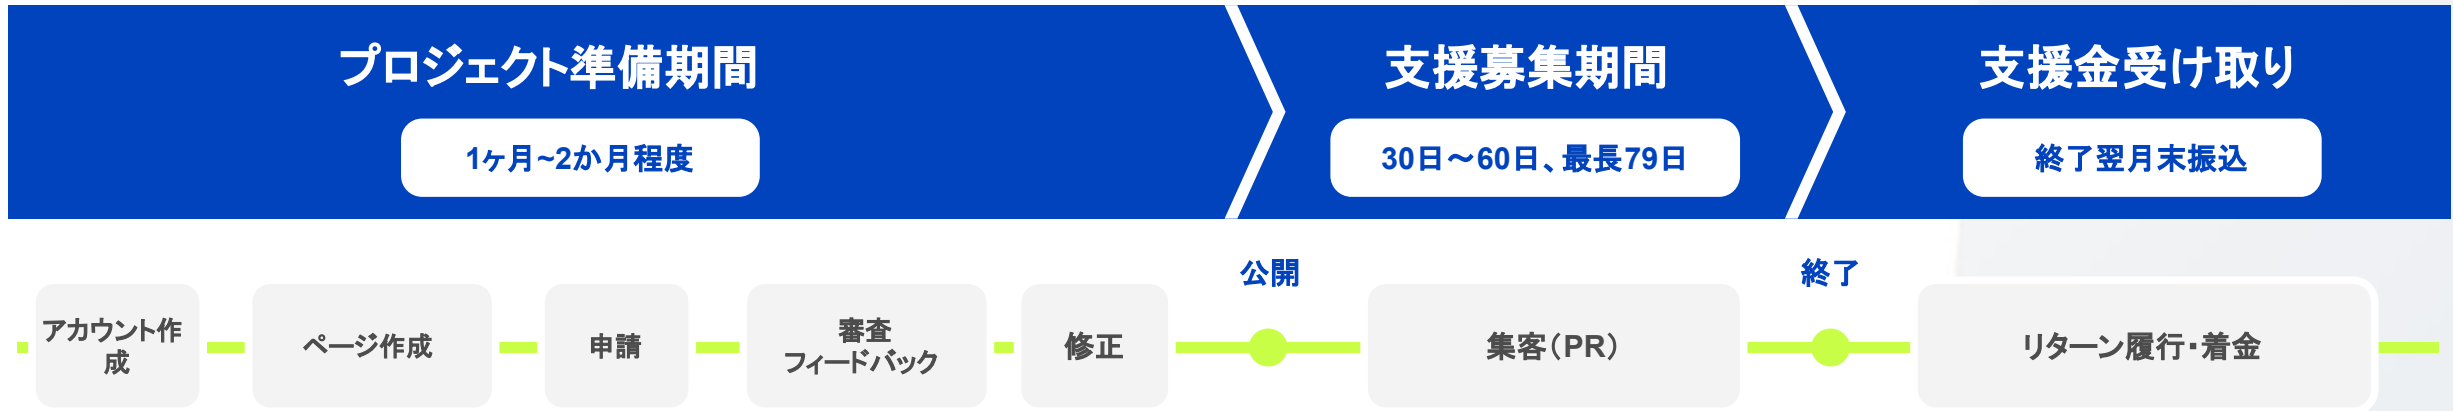 プロジェクト準備期間
1ヶ月~2か月程度
支援募集期間
30日〜60日、最長79日
支援金受け取り
終了翌月末振込
公開
終了
アカウント作
成
ページ作成
申請
審査
フィードバック
修正
集客（PR）
リターン履行・着金